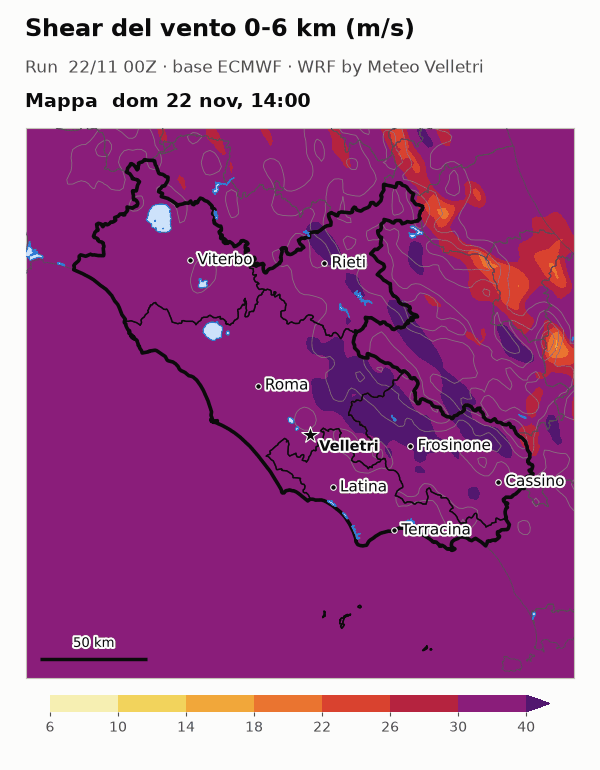 Shear del vento 0-6 km (m/s)
Run 22/11 00Z · base ECMWF · WRF by Meteo Velletri
Mappa dom 22 nov, 14:00
Viterbo
Rieti
Roma
Velletri
Frosinone
Latina
Cassino
Terracina
50 km
6 10 14 18 22 26 30 40